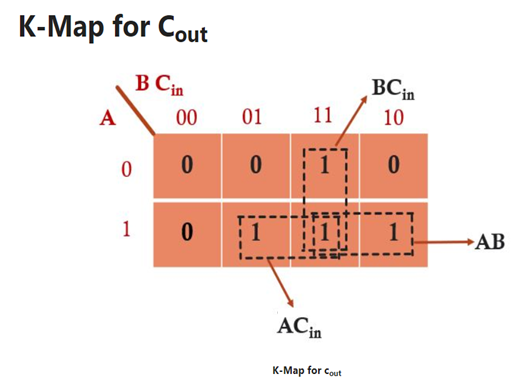 K-Map for Cout
B Cin
BCin
A 00 01 11 10
0 0 0 1 0
1 0 1 1 1
AB
ACin
K-Map for cout